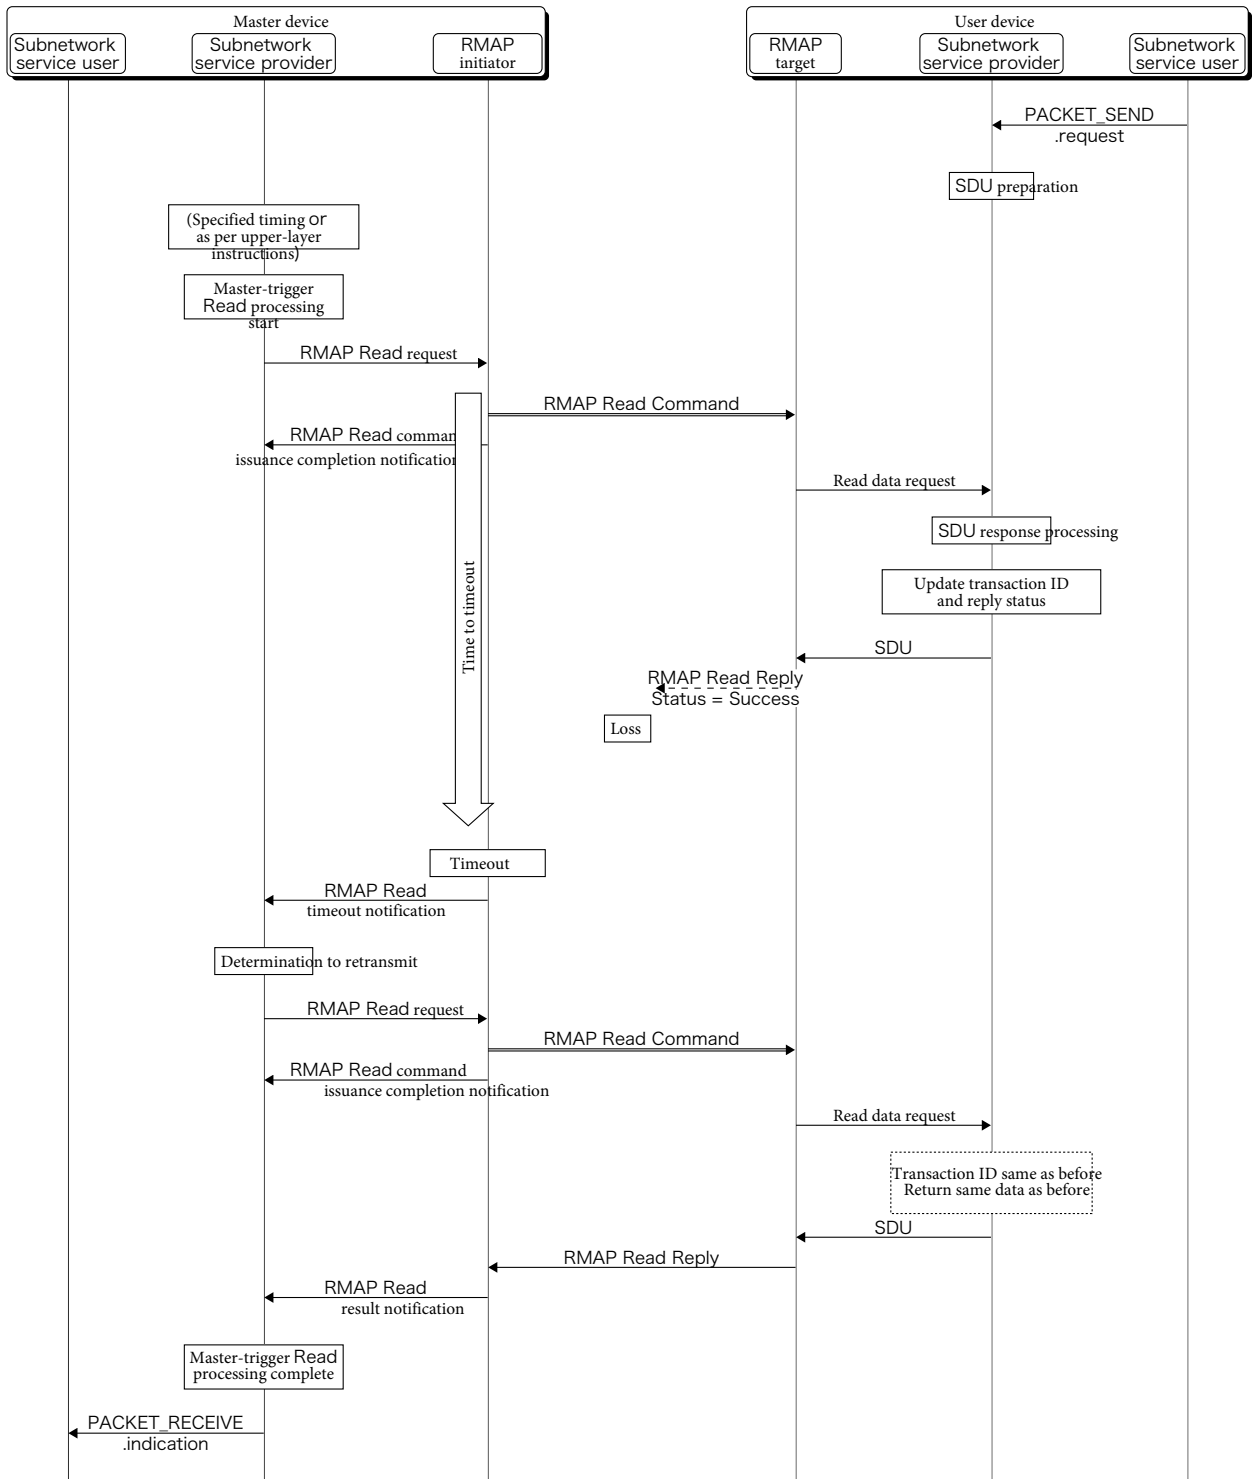 Master device
User device
Subnetwork
service user
Subnetwork
service provider
RMAP
initiator
RMAP
target
Subnetwork
service provider
Subnetwork
service user
PACKET_SEND
.request
SDU preparation
(Specified timing or
as per upper-layer
instructions)
Master-trigger
Read processing
start
RMAP Read request
RMAP Read Command
RMAP Read comman
issuance completion notification
Read data request
SDU response processing
Time to timeout
Update transaction ID
and reply status
SDU
RMAP Read Reply
Status = Success
Loss
Timeout
RMAP Read
timeout notification
Determination to retransmit
RMAP Read request
RMAP Read Command
RMAP Read command
issuance completion notification
Read data request
Transaction ID same as before
Return same data as before
SDU
RMAP Read Reply
RMAP Read
result notification
Master-trigger Read
processing complete
PACKET_RECEIVE
.indication